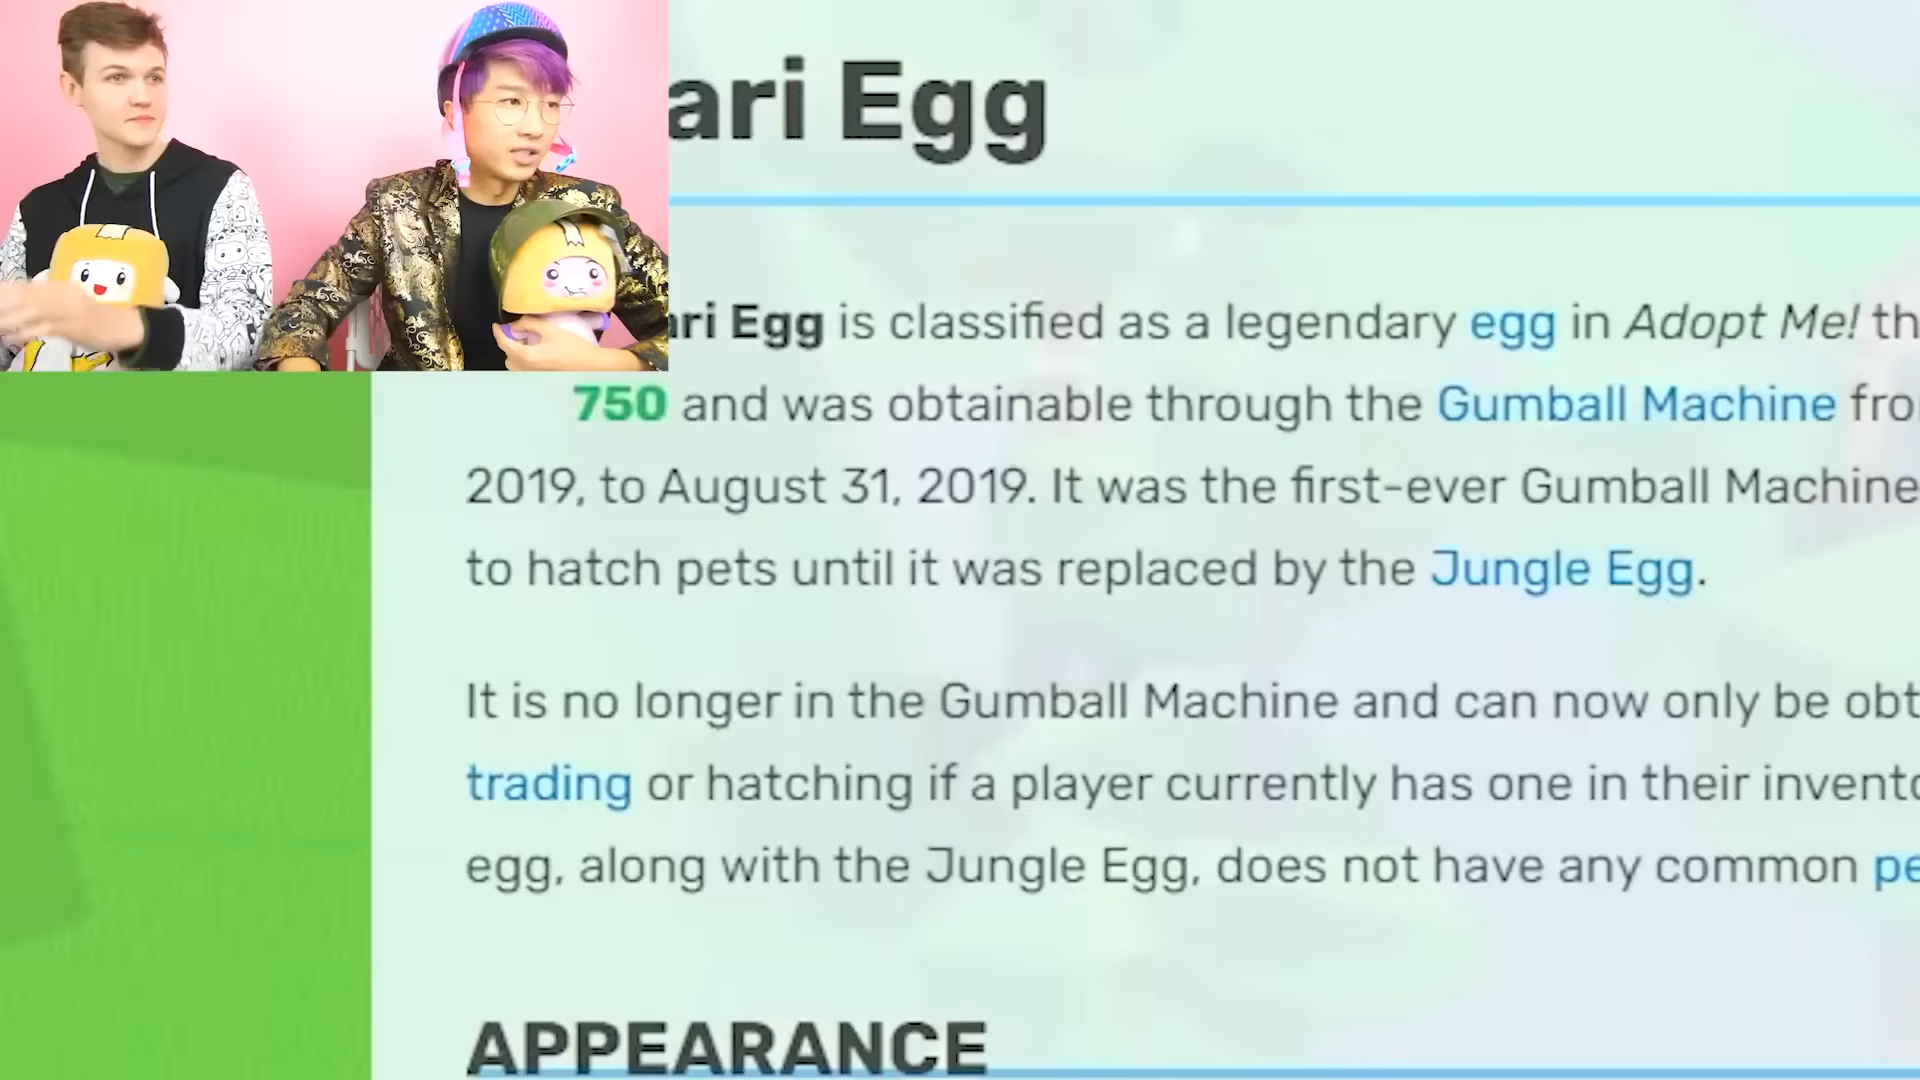 ari Egg
ri Egg is classified as a legendary egg in Adopt Me! th
750 and was obtainable through the Gumball Machine fro
2019, to August 31, 2019. It was the first-ever Gumball Machine
to hatch pets until it was replaced by the Jungle Egg.
It is no longer in the Gumball Machine and can now only be obt
trading or hatching if a player currently has one in their invento
egg, along with the Jungle Egg, does not have any common pe
APPEARANCE